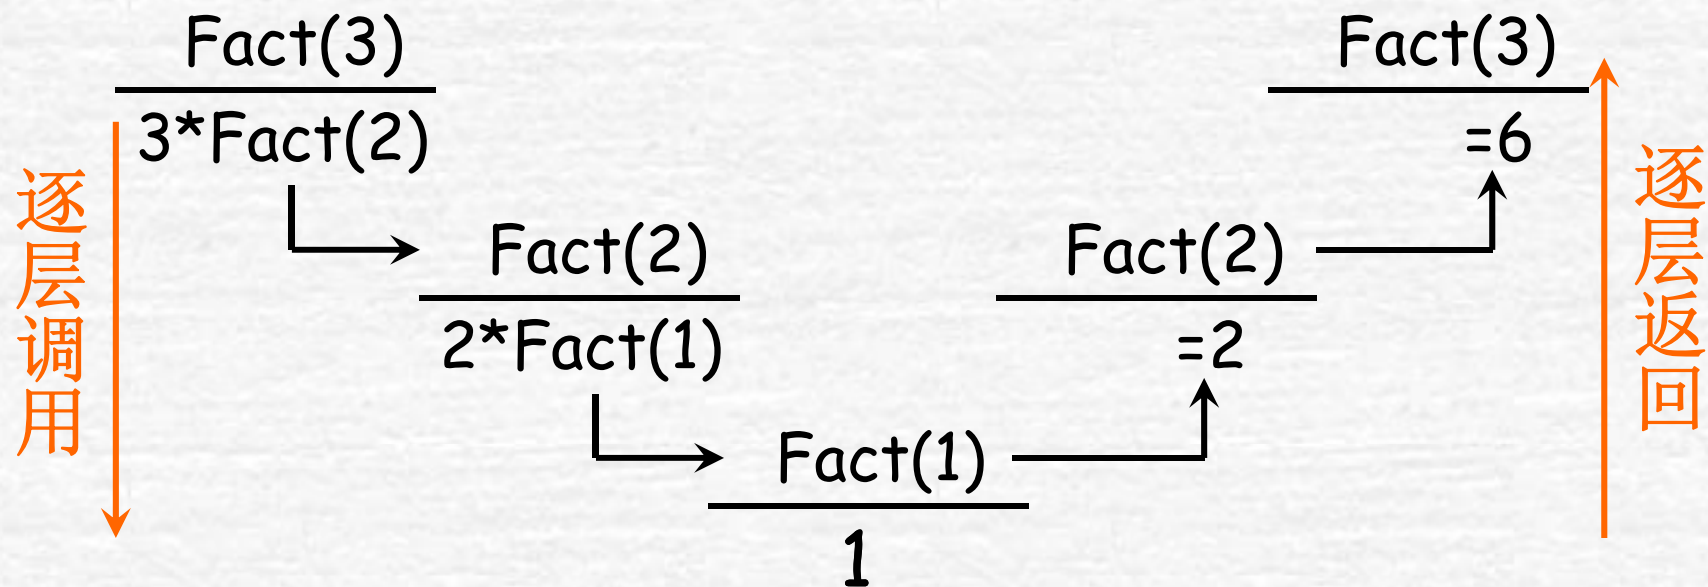 Fact(3)
3*Fact(2)
逐层调用
Fact(2)
2*Fact(1)
Fact(1)
1
Fact(2)
=2
Fact(3)
=6
逐层返回